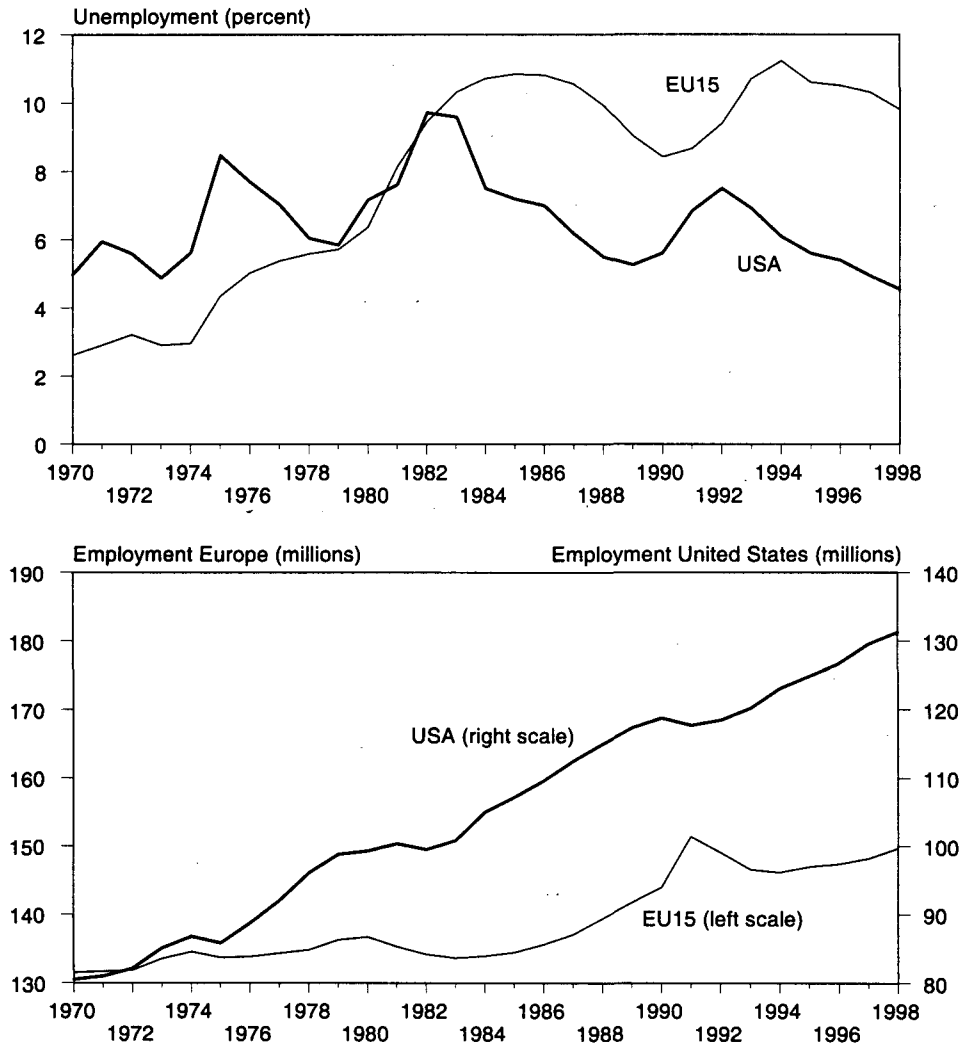 Unemployment (percent)
12
10
8
6
4
2
0
EU15
USA
1970 1974 1978 1982 1986 1990 1994 1998
1972 1976 1980 1984 1988 1992 1996
Employment Europe (millions) Employment United States (millions)
190 140
180 130
170 120
160 110
150 100
140 90
130 80
USA (right scale)
EU15 (left scale)
1970 1974 1978 1982 1986 1990 1994 1998
1972 1976 1980 1984 1988 1992 1996